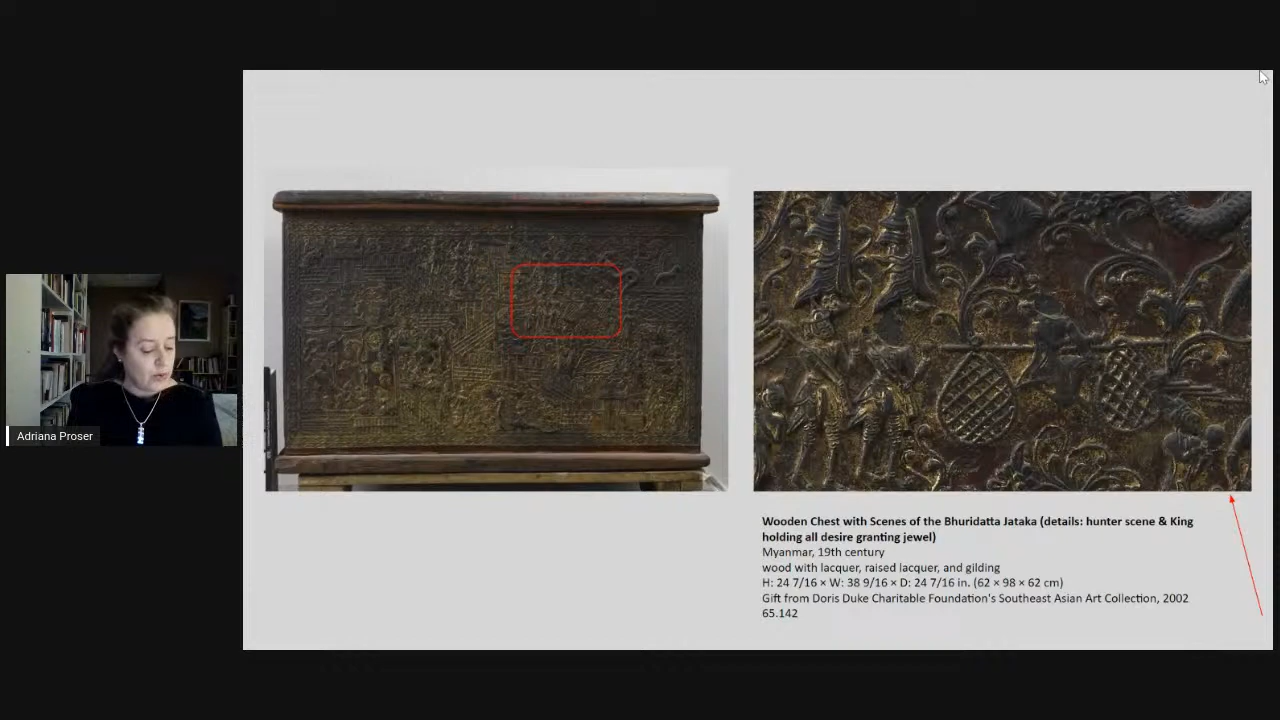 Adriana Proser
Wooden Chest with Scenes of the Bhuridatta Jataka (details: hunter scene & King
holding all desire granting jewel)
Myanmar, 19th century
wood with lacquer, raised lacquer, and gilding
H: 24 7/16 × W: 38 9/16 × D: 24 7/16 in. (62 × 98 × 62 cm)
Gift from Doris Duke Charitable Foundation's Southeast Asian Art Collection, 2002
65.142